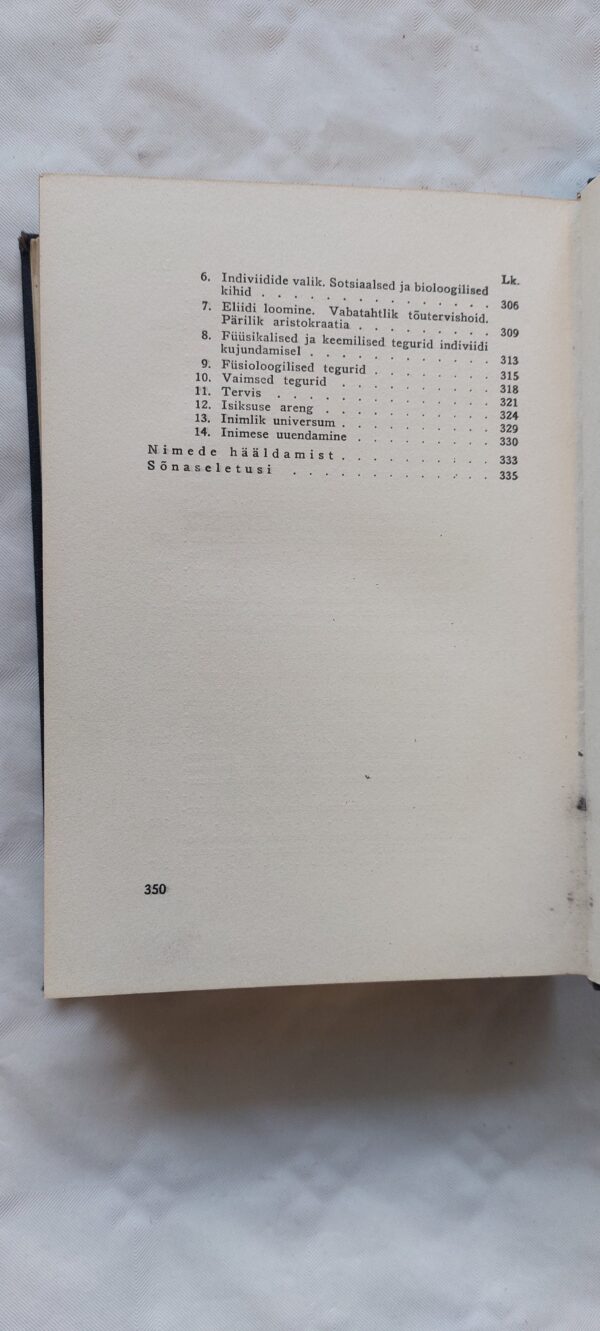 Lk.
6. Indiviidide valik. Sotsiaalsed ja bioloogilised
kihid . . . . . . . . . . . . . . . 306
7. Eliidi loomine. Vabatahtlik tõutervishoid.
Pärilik aristokraatia . . . . . . . . 309
8. Füüsikalised ja keemilised tegurid indiviidi
kujundamisel . . . . . . . . . . . 313
9. Füsioloogilised tegurid . . . . . . . 315
10. Vaimsed tegurid . . . . . . . . . 318
11. Tervis . . . . . . . . . . . . . 321
12. Isiksuse areng . . . . . . . . . . 324
13. Inimlik universum . . . . . . . . . 329
14. Inimese uuendamine . . . . . . . . 330
Nimede hääldamist . . . . . . . . . . 333
Sõnaseletusi . . . . . . . . . . . . 335
350